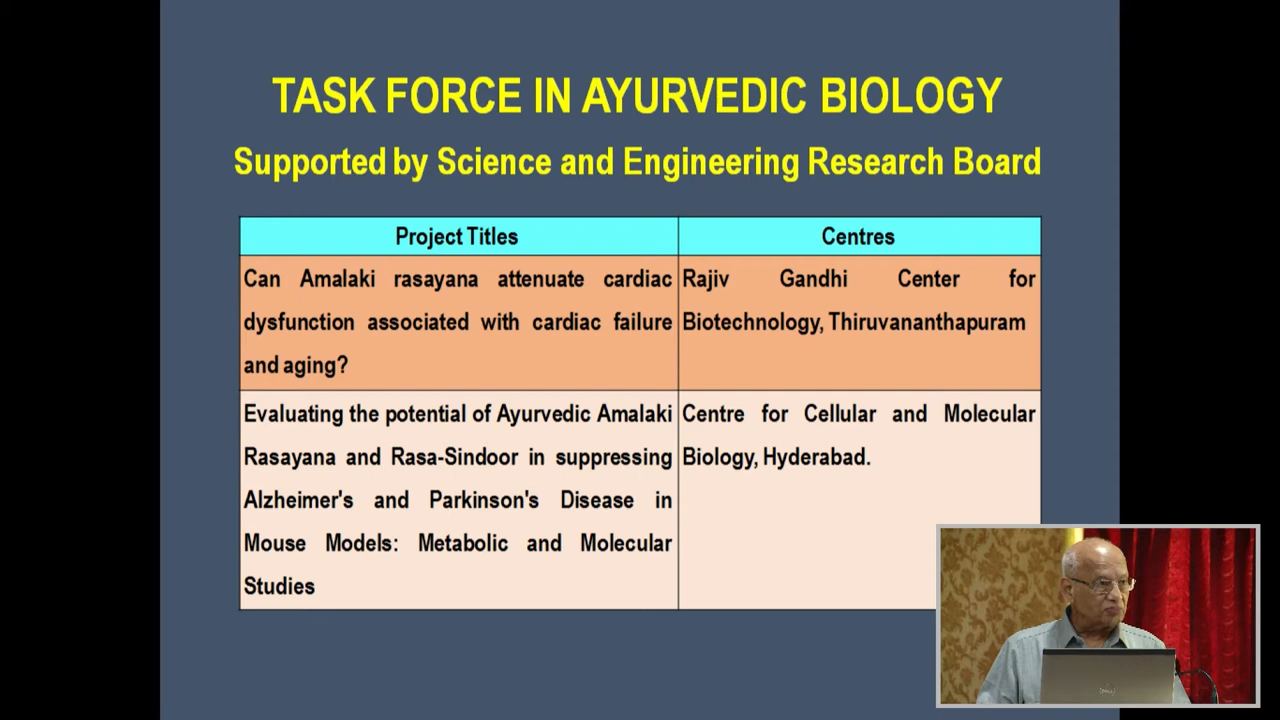 TASK FORCE IN AYURVEDIC BIOLOGY
Supported by Science and Engineering Research Board
Project Titles
Centres
Can Amalaki rasayana attenuate cardiac
dysfunction associated with cardiac failure
and aging?
Rajiv Gandhi Center for
Biotechnology, Thiruvananthapuram
Evaluating the potential of Ayurvedic Amalaki
Rasayana and Rasa-Sindoor in suppressing
Alzheimer's and Parkinson's Disease in
Mouse Models: Metabolic and Molecular
Studies
Centre for Cellular and Molecular
Biology, Hyderabad.
DELL